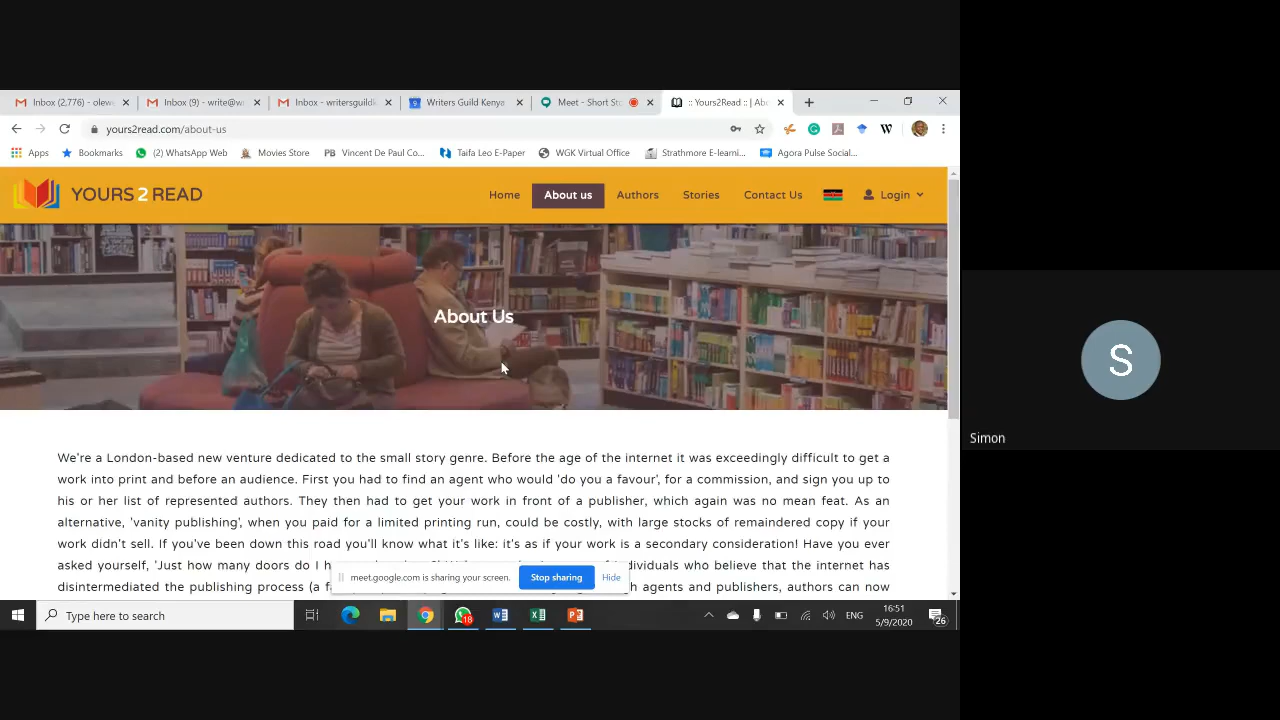 Inbox (2,776) - olew
Inbox (9) - write@w
Inbox - writersguild
Writers Guild Kenya
Meet - Short St
:: Yours2Read :: | Abo
yours2read.com/about-us
Apps
Bookmarks
(2) WhatsApp Web
Movies Store
PB Vincent De Paul Co...
Taifa Leo E-Paper
WGK Virtual Office
Strathmore E-learni...
Agora Pulse Social...
YOURS 2 READ
Home
About us
Authors
Stories
Contact Us
Login
About Us
We're a London-based new venture dedicated to the small story genre. Before the age of the internet it was exceedingly difficult to get a
work into print and before an audience. First you had to find an agent who would 'do you a favour', for a commission, and sign you up to
his or her list of represented authors. They then had to get your work in front of a publisher, which again was no mean feat. As an
alternative, 'vanity publishing', when you paid for a limited printing run, could be costly, with large stocks of remaindered copy if your
work didn't sell. If you've been down this road you'll know what it's like: it's as if your work is a secondary consideration! Have you ever
asked yourself, 'Just how many doors do I individuals who believe that the internet has
disintermediated the publishing process agents and publishers, authors can now
meet.google.com is sharing your screen.
Stop sharing
Hide
S
Simon
Type here to search
18
ENG
16:51
5/9/2020
26